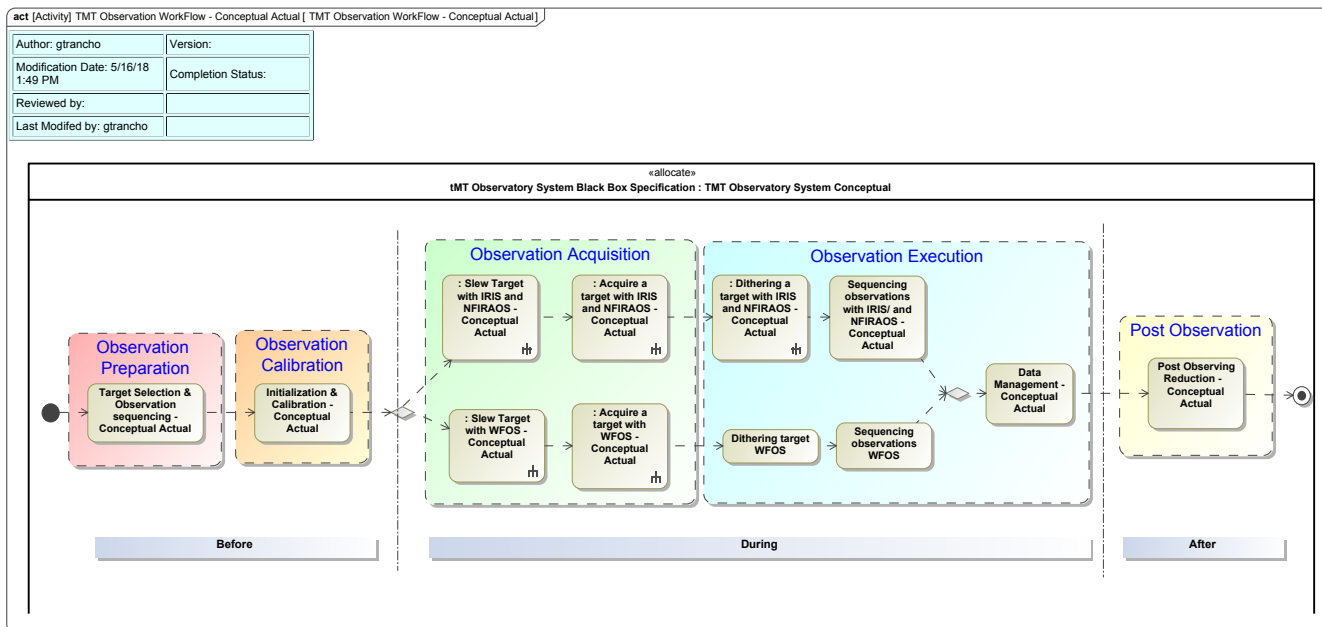 act [Activity] TMT Observation WorkFlow - Conceptual Actual [ TMT Observation WorkFlow - Conceptual Actual]
Author: gtrancho
Version:
Modification Date: 5/16/18
1:49 PM
Completion Status:
Reviewed by:
Last Modifed by: gtrancho
«allocate»
tMT Observatory System Black Box Specification : TMT Observatory System Conceptual
Observation
Preparation
Target Selection &
Observation
sequencing -
Conceptual Actual
Observation
Calibration
Initialization &
Calibration -
Conceptual
Actual
Observation Acquisition
: Slew Target
with IRIS and
NFIRAOS -
Conceptual
Actual
: Acquire a
target with IRIS
and NFIRAOS -
Conceptual
Actual
: Slew Target
with WFOS -
Conceptual
Actual
: Acquire a
target with
WFOS -
Conceptual
Actual
Observation Execution
: Dithering a
target with IRIS
and NFIRAOS -
Conceptual
Actual
Sequencing
observations
with IRIS/ and
NFIRAOS -
Conceptual
Actual
Dithering target
WFOS
Sequencing
observations
WFOS
Data
Management -
Conceptual
Actual
Post Observation
Post Observing
Reduction -
Conceptual
Actual
Before
During
After